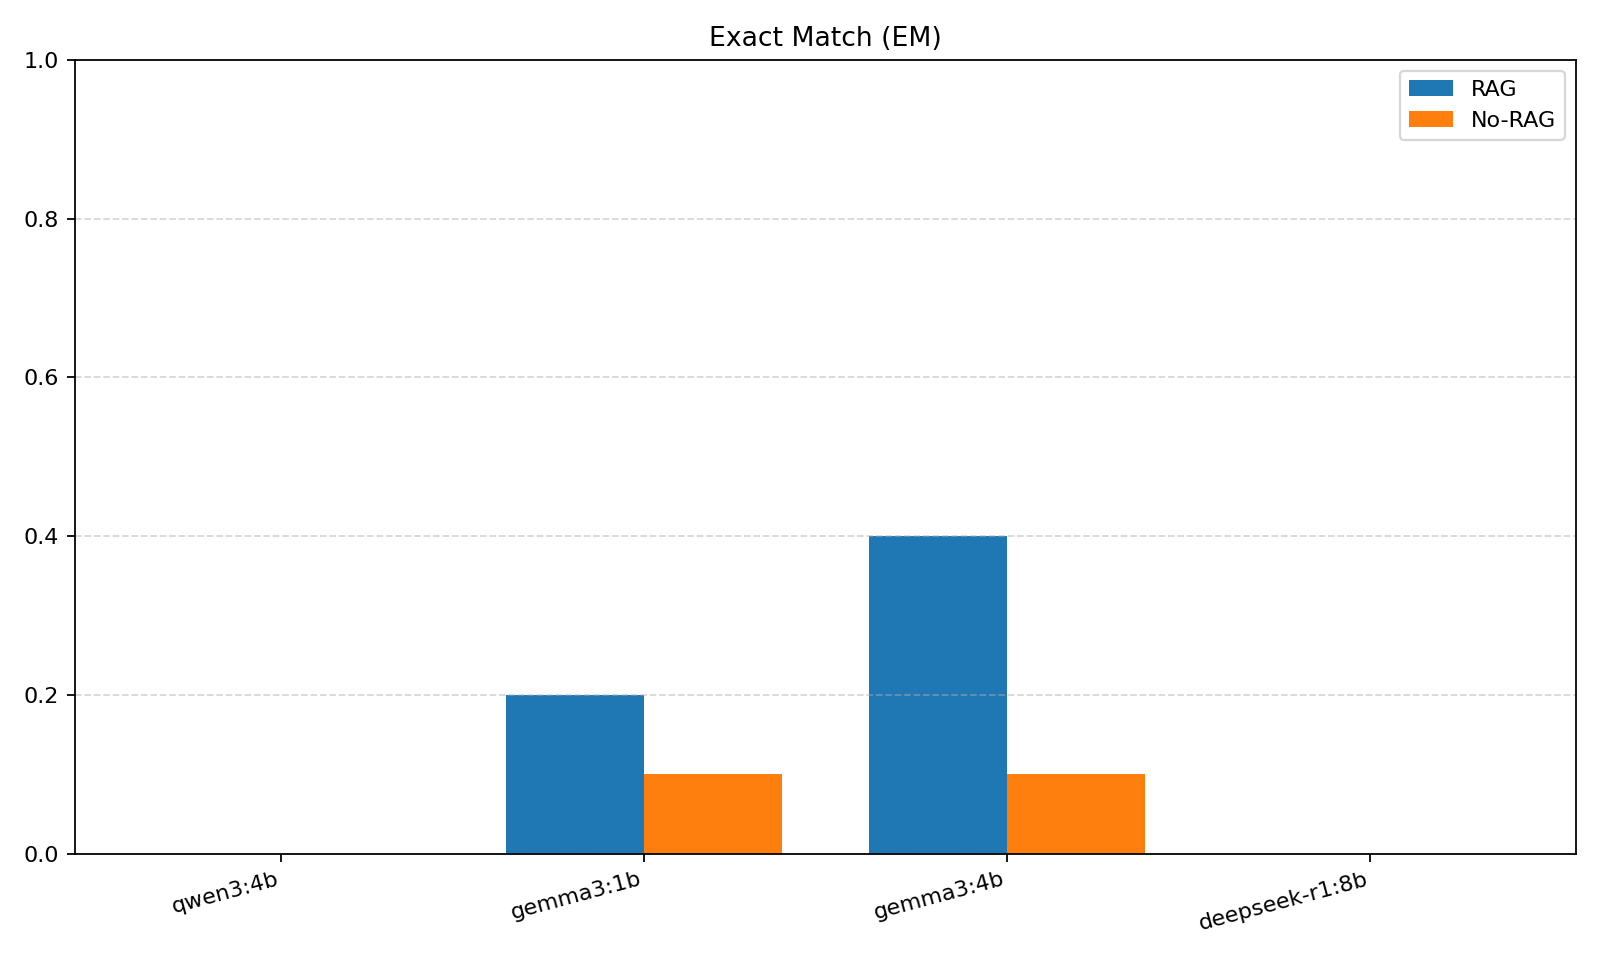 Exact Match (EM)
1.0
0.8
0.6
0.4
0.2
0.0
RAG
No-RAG
qwen3:4b
gemma3:1b
gemma3:4b
deepseek-r1:8b